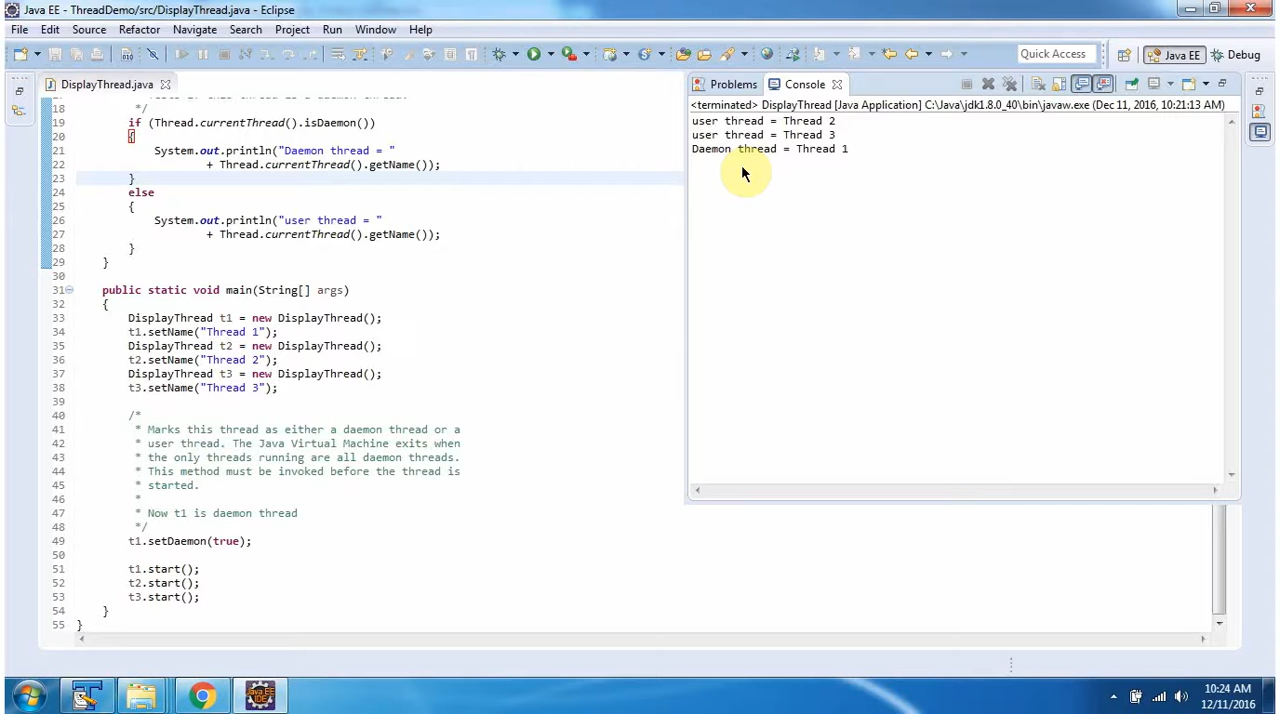 Java EE - ThreadDemo/src/DisplayThread.java - Eclipse
File Edit Source Refactor Navigate Search Project Run Window Help
Quick Access Java EE Debug
DisplayThread.java
18 */
19 if (Thread.currentThread().isDaemon())
20 {
21 System.out.println("Daemon thread = "
22 + Thread.currentThread().getName());
23 }
24 else
25 {
26 System.out.println("user thread = "
27 + Thread.currentThread().getName());
28 }
29 }
30
31 public static void main(String[] args)
32 {
33 DisplayThread t1 = new DisplayThread();
34 t1.setName("Thread 1");
35 DisplayThread t2 = new DisplayThread();
36 t2.setName("Thread 2");
37 DisplayThread t3 = new DisplayThread();
38 t3.setName("Thread 3");
39
40 /*
41 * Marks this thread as either a daemon thread or a
42 * user thread. The Java Virtual Machine exits when
43 * the only threads running are all daemon threads.
44 * This method must be invoked before the thread is
45 * started.
46 *
47 * Now t1 is daemon thread
48 */
49 t1.setDaemon(true);
50
51 t1.start();
52 t2.start();
53 t3.start();
54 }
55 }
Problems Console
<terminated> DisplayThread [Java Application] C:\Java\jdk1.8.0_40\bin\javaw.exe (Dec 11, 2016, 10:21:13 AM)
user thread = Thread 2
user thread = Thread 3
Daemon thread = Thread 1
Java EE
IDE
10:24 AM
12/11/2016